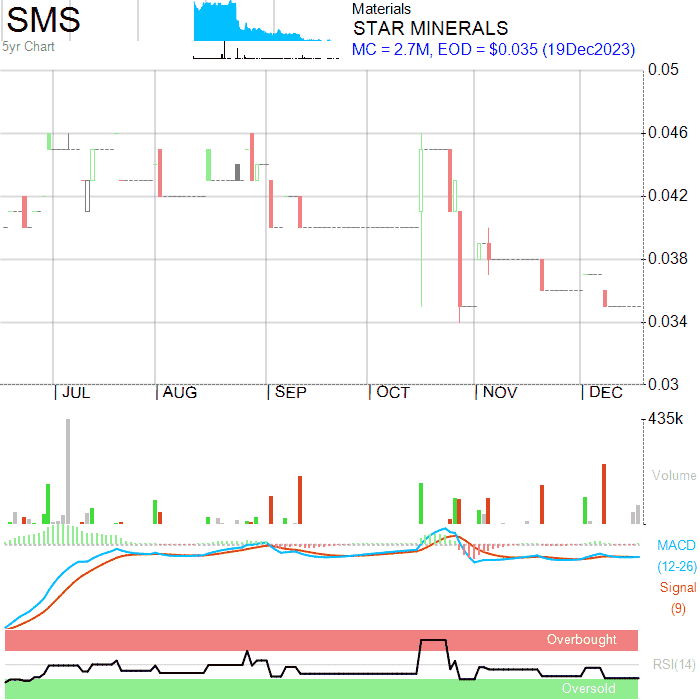 SMS
5yr Chart
Materials
STAR MINERALS
MC = 2.7M, EOD = $0.035 (19Dec2023)
0.05
0.046
0.042
0.038
0.034
0.03
JUL AUG SEP OCT NOV DEC
435k
Volume
MACD
(12-26)
Signal
(9)
Overbought
RSI(14)
Oversold